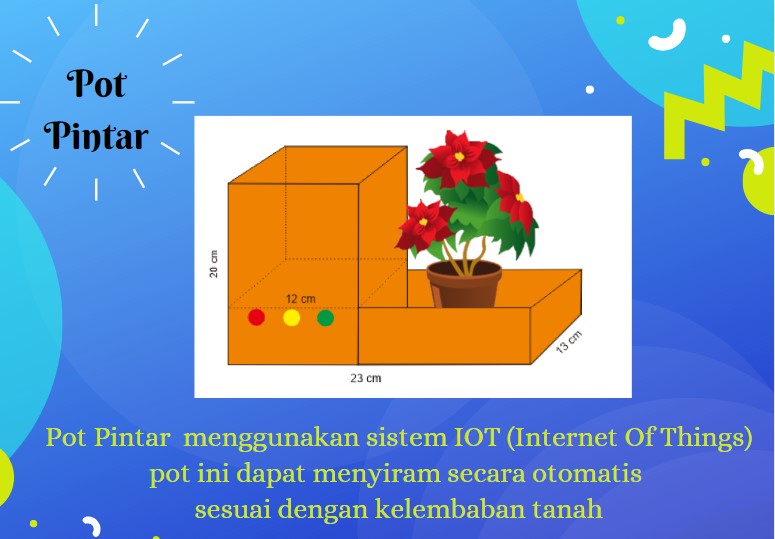 Pot
Pintar
20 cm
12 cm
13 cm
23 cm
Pot Pintar menggunakan sistem IOT (Internet Of Things)
pot ini dapat menyiram secara otomatis
sesuai dengan kelembaban tanah